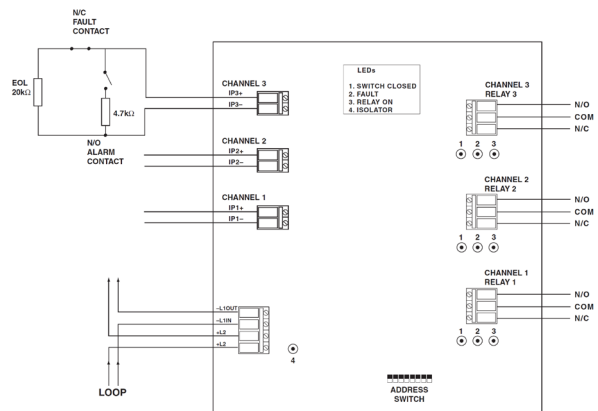 N/C
FAULT
CONTACT
EOL
20kΩ
4.7kΩ
N/O
ALARM
CONTACT
CHANNEL 3
IP3+
IP3–
CHANNEL 2
IP2+
IP2–
CHANNEL 1
IP1+
IP1–
–L1OUT
–L1IN
+L2
+L2
LOOP
4
LEDs
1. SWITCH CLOSED
2. FAULT
3. RELAY ON
4. ISOLATOR
CHANNEL 3
RELAY 3
N/O
COM
N/C
1 2 3
CHANNEL 2
RELAY 2
N/O
COM
N/C
1 2 3
CHANNEL 1
RELAY 1
N/O
COM
N/C
1 2 3
ADDRESS
SWITCH